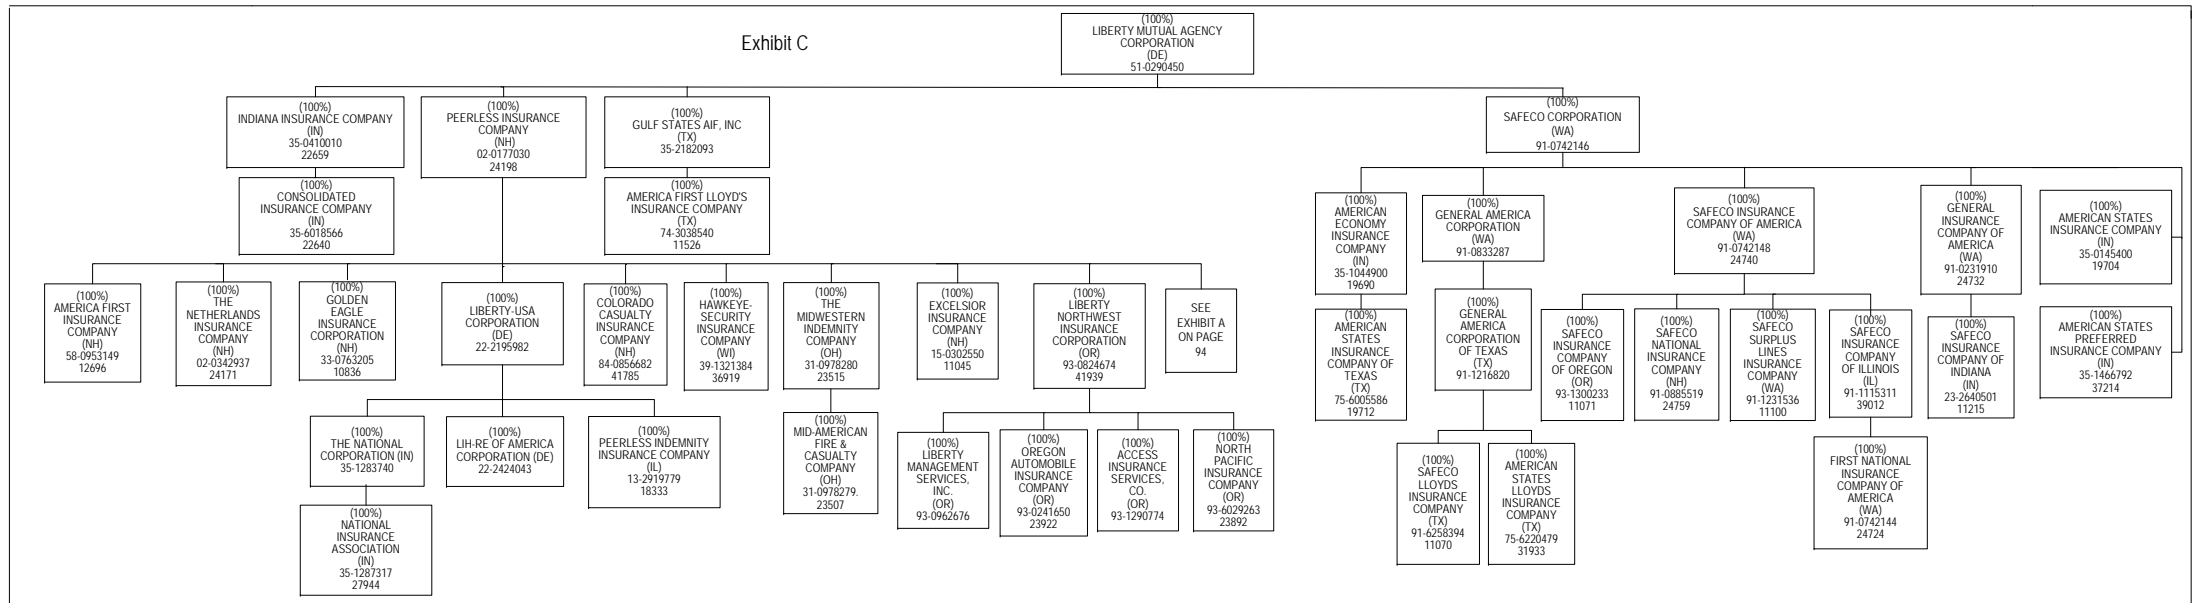 Exhibit C
(100%)
LIBERTY MUTUAL AGENCY
CORPORATION
(DE)
51-0290450
(100%)
INDIANA INSURANCE COMPANY
(IN)
35-0410010
22659
(100%)
PEERLESS INSURANCE
COMPANY
(NH)
02-0177030
24198
(100%)
GULF STATES AIF, INC
(TX)
35-2182093
(100%)
SAFECO CORPORATION
(WA)
91-0742146
(100%)
CONSOLIDATED
INSURANCE COMPANY
(IN)
35-6018566
22640
(100%)
AMERICA FIRST LLOYD'S
INSURANCE COMPANY
(TX)
74-3038540
11526
(100%)
AMERICAN
ECONOMY
INSURANCE
COMPANY
(IN)
35-1044900
19690
(100%)
GENERAL AMERICA
CORPORATION
(WA)
91-0833287
(100%)
SAFECO INSURANCE
COMPANY OF AMERICA
(WA)
91-0742148
24740
(100%)
GENERAL
INSURANCE
COMPANY OF
AMERICA
(WA)
91-0231910
24732
(100%)
AMERICAN STATES
INSURANCE COMPANY
(IN)
35-0145400
19704
(100%)
AMERICA FIRST
INSURANCE
COMPANY
(NH)
58-0953149
12696
(100%)
THE
NETHERLANDS
INSURANCE
COMPANY
(NH)
02-0342937
24171
(100%)
GOLDEN
EAGLE
INSURANCE
CORPORATION
(NH)
33-0763205
10836
(100%)
LIBERTY-USA
CORPORATION
(DE)
22-2195982
(100%)
COLORADO
CASUALTY
INSURANCE
COMPANY
(NH)
84-0856682
41785
(100%)
HAWKEYE-
SECURITY
INSURANCE
COMPANY
(WI)
39-1321384
36919
(100%)
THE
MIDWESTERN
INDEMNITY
COMPANY
(OH)
31-0978280
23515
(100%)
EXCELSIOR
INSURANCE
COMPANY
(NH)
15-0302550
11045
(100%)
LIBERTY
NORTHWEST
INSURANCE
CORPORATION
(OR)
93-0824674
41939
SEE
EXHIBIT A
ON PAGE
94
(100%)
AMERICAN
STATES
INSURANCE
COMPANY OF
TEXAS
(TX)
75-6005586
19712
(100%)
GENERAL
AMERICA
CORPORATION
OF TEXAS
(TX)
91-1216820
(100%)
SAFECO
INSURANCE
COMPANY
OF OREGON
(OR)
93-1300233
11071
(100%)
SAFECO
NATIONAL
INSURANCE
COMPANY
(NH)
91-0885519
24759
(100%)
SAFECO
SURPLUS
LINES
INSURANCE
COMPANY
(WA)
91-1231536
11100
(100%)
SAFECO
INSURANCE
COMPANY
OF ILLINOIS
(IL)
91-1115311
39012
(100%)
SAFECO
INSURANCE
COMPANY OF
INDIANA
(IN)
23-2640501
11215
(100%)
AMERICAN STATES
PREFERRED
INSURANCE COMPANY
(IN)
35-1466792
37214
(100%)
THE NATIONAL
CORPORATION (IN)
35-1283740
(100%)
LIH-RE OF AMERICA
CORPORATION (DE)
22-2424043
(100%)
PEERLESS INDEMNITY
INSURANCE COMPANY
(IL)
13-2919779
18333
(100%)
MID-AMERICAN
FIRE &
CASUALTY
COMPANY
(OH)
31-0978279.
23507
(100%)
LIBERTY
MANAGEMENT
SERVICES,
INC.
(OR)
93-0962676
(100%)
OREGON
AUTOMOBILE
INSURANCE
COMPANY
(OR)
93-0241650
23922
(100%)
ACCESS
INSURANCE
SERVICES,
CO.
(OR)
93-1290774
(100%)
NORTH
PACIFIC
INSURANCE
COMPANY
(OR)
93-6029263
23892
(100%)
SAFECO
LLOYDS
INSURANCE
COMPANY
(TX)
91-6258394
11070
(100%)
AMERICAN
STATES
LLOYDS
INSURANCE
COMPANY
(TX)
75-6220479
31933
(100%)
FIRST NATIONAL
INSURANCE
COMPANY OF
AMERICA
(WA)
91-0742144
24724
(100%)
NATIONAL
INSURANCE
ASSOCIATION
(IN)
35-1287317
27944